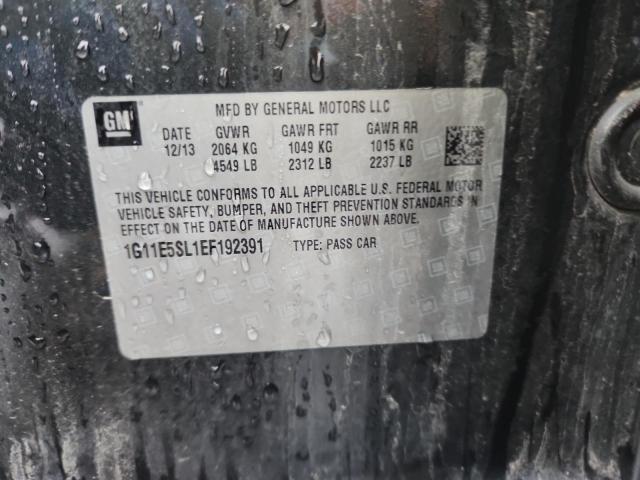 GM
MFD BY GENERAL MOTORS LLC
DATE GVWR GAWR FRT GAWR RR
12/13 2064 KG 1049 KG 1015 KG
4549 LB 2312 LB 2237 LB
THIS VEHICLE CONFORMS TO ALL APPLICABLE U.S. FEDERAL MOTOR
VEHICLE SAFETY, BUMPER, AND THEFT PREVENTION STANDARDS IN
EFFECT ON THE DATE OF MANUFACTURE SHOWN ABOVE.
1G11E5SL1EF192391 TYPE: PASS CAR